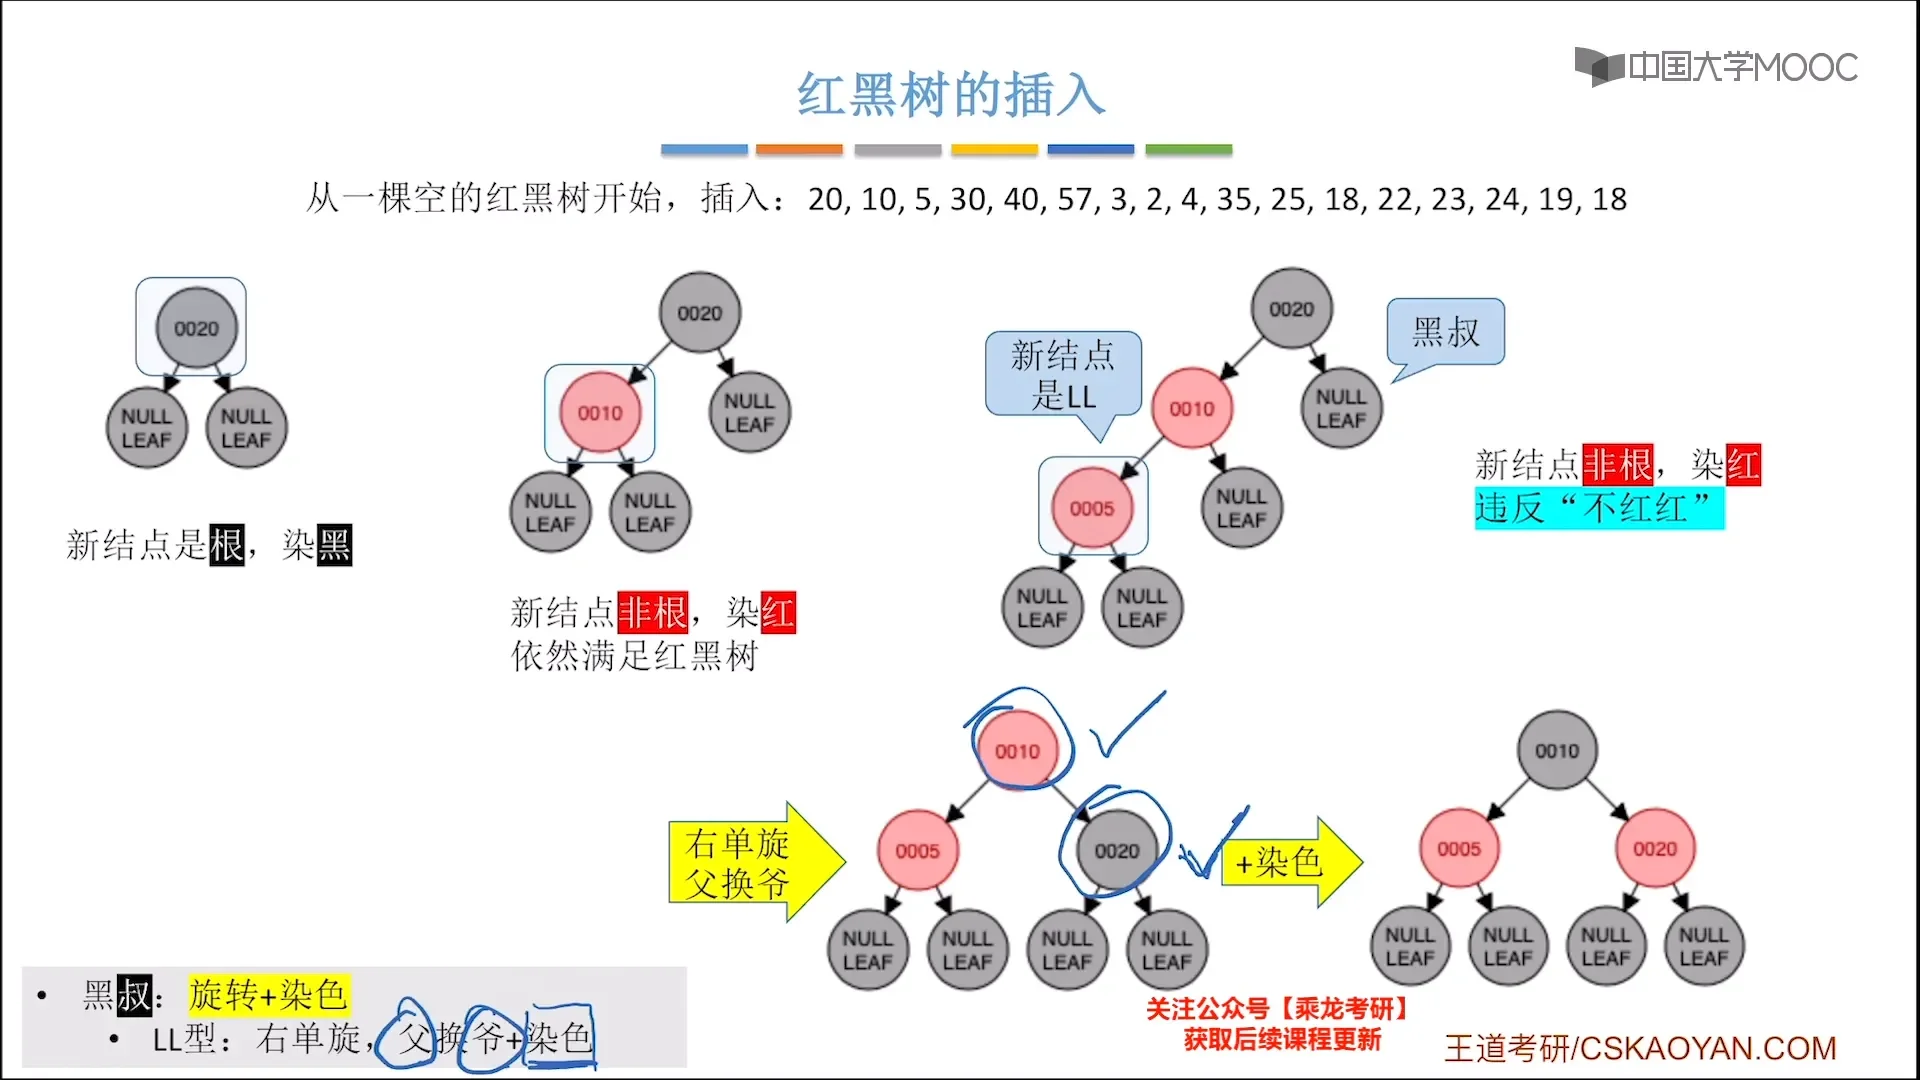 中国大学MOOC
红黑树的插入
从一棵空的红黑树开始，插入：20, 10, 5, 30, 40, 57, 3, 2, 4, 35, 25, 18, 22, 23, 24, 19, 18
0020
NULL LEAF
NULL LEAF
新结点是根，染黑
0020
0010
NULL LEAF
NULL LEAF
NULL LEAF
新结点非根，染红
依然满足红黑树
0020
黑叔
新结点
是LL
0010
NULL LEAF
0005
NULL LEAF
NULL LEAF
NULL LEAF
新结点非根，染红
违反“不红红”
右单旋
父换爷
0010
0005
0020
NULL LEAF
NULL LEAF
NULL LEAF
NULL LEAF
+染色
0010
0005
0020
NULL LEAF
NULL LEAF
NULL LEAF
NULL LEAF
• 黑叔：旋转+染色
• LL型：右单旋，父换爷+染色
关注公众号【乘龙考研】
获取后续课程更新
王道考研/CSKAOYAN.COM